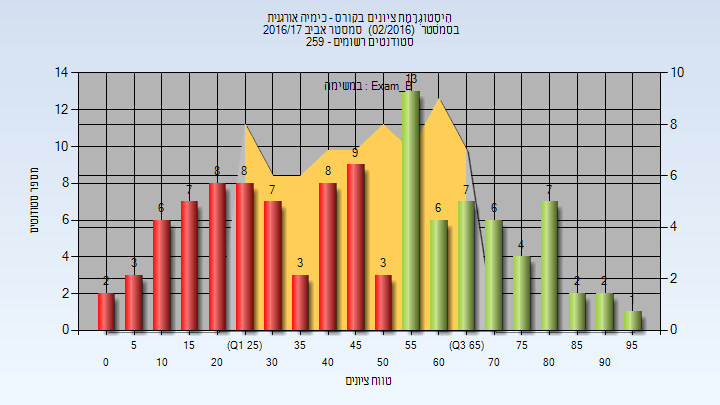 היסטוגרמת ציונים בקורס - כימיה אורגנית
בסמסטר (02/2016) סמסטר אביב 2016/17
סטודנטים רשומים - 259
במשימה : Exam_B
14 12 10 8 6 4 2 0
מספר סטודנטים
10 8 6 4 2 0
2 3 6 7 8 8 7 3 8 9 3 13 6 7 6 4 7 2 2 1
5 15 (Q1 25) 35 45 55 (Q3 65) 75 85 95
0 10 20 30 40 50 60 70 80 90
טווח ציונים